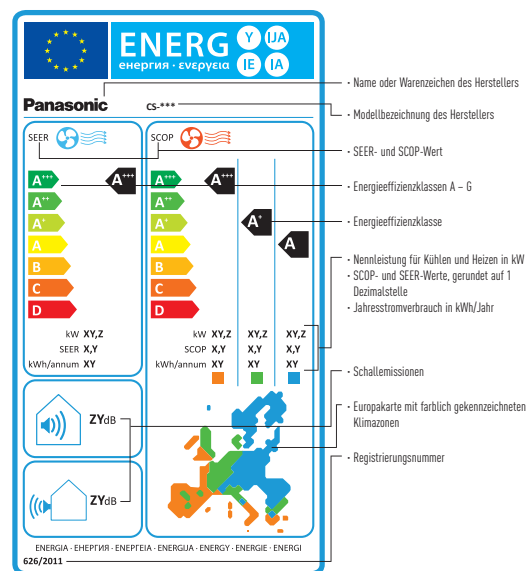 ENERG Y IJA
енергия · ενεργεια IE IA
Panasonic CS-***
SEER
A+++ A+++
A++
A+
A
B
C
D
kW XY,Z
SEER X,Y
kWh/annum XY
SCOP
A+++ A+++
A++
A+ A+
A A
B
C
D
kW XY,Z XY,Z XY,Z
SCOP X,Y X,Y X,Y
kWh/annum XY XY XY
ZYdB
ZYdB
ENERGIA · ЕНЕРГИЯ · ΕΝΕΡΓΕΙΑ · ENERGIJA · ENERGY · ENERGIE · ENERGI
626/2011
· Name oder Warenzeichen des Herstellers
· Modellbezeichnung des Herstellers
· SEER- und SCOP-Wert
· Energieeffizienzklassen A – G
· Energieeffizienzklasse
· Nennleistung für Kühlen und Heizen in kW
· SCOP- und SEER-Werte, gerundet auf 1
Dezimalstelle
· Jahresstromverbrauch in kWh/Jahr
· Schallemissionen
· Europakarte mit farblich gekennzeichneten
Klimazonen
· Registrierungsnummer